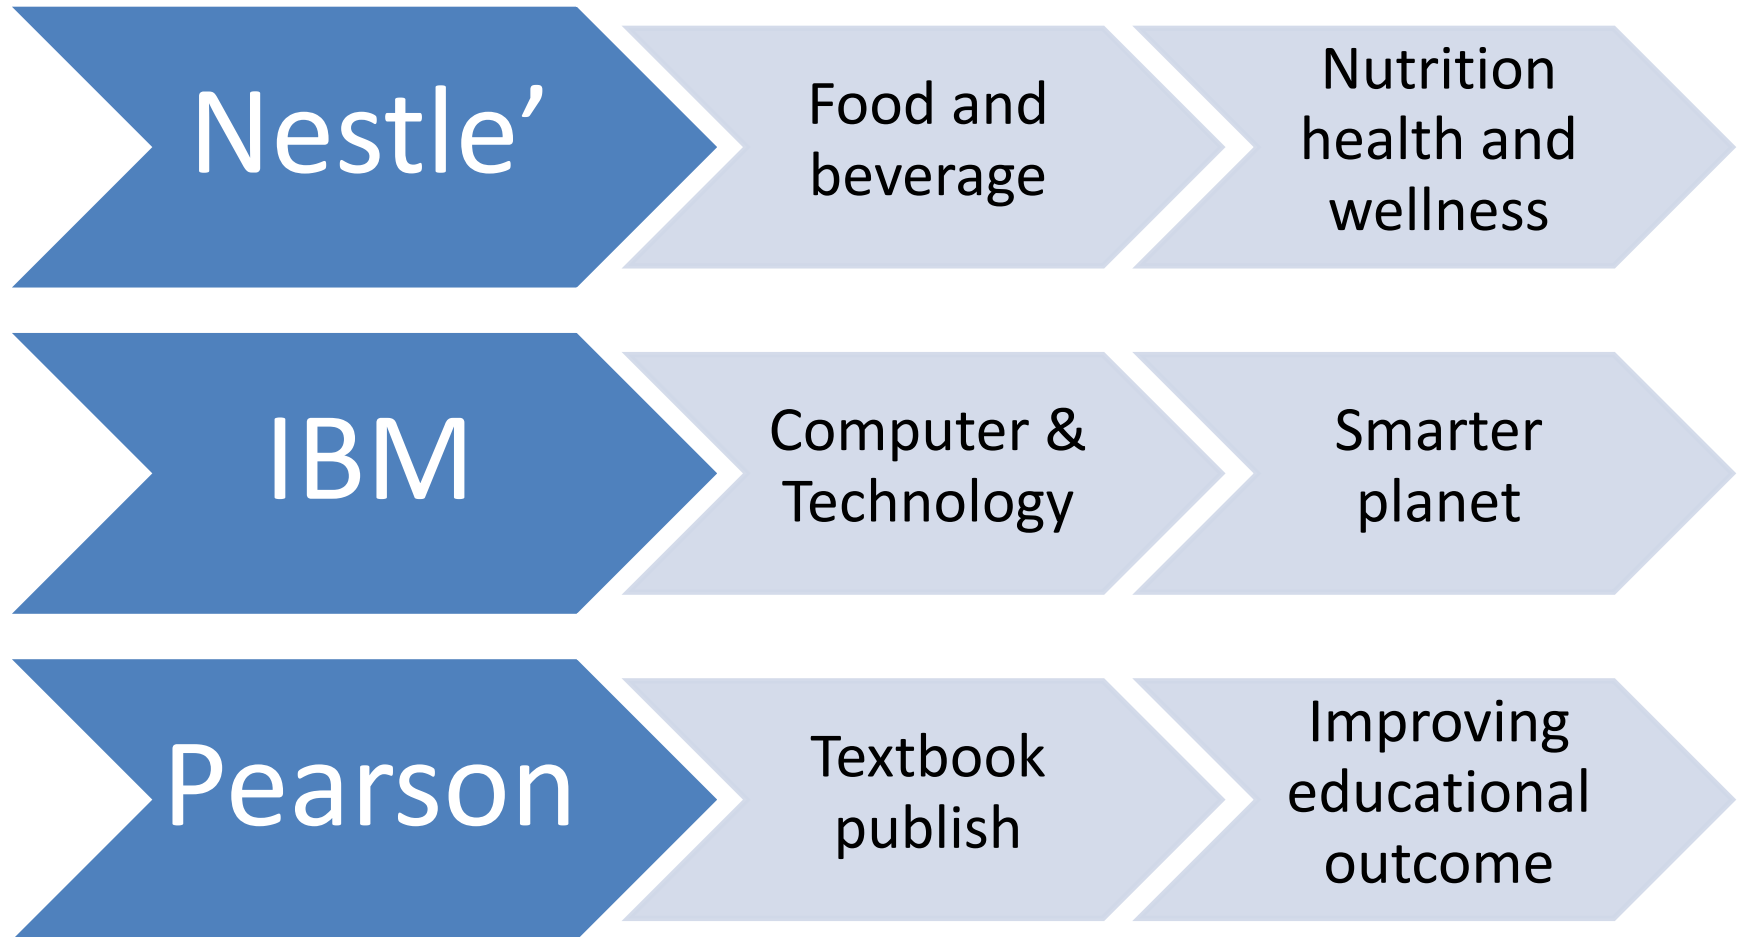 Nestle’
Food and
beverage
Nutrition
health and
wellness
IBM
Computer &
Technology
Smarter
planet
Pearson
Textbook
publish
Improving
educational
outcome